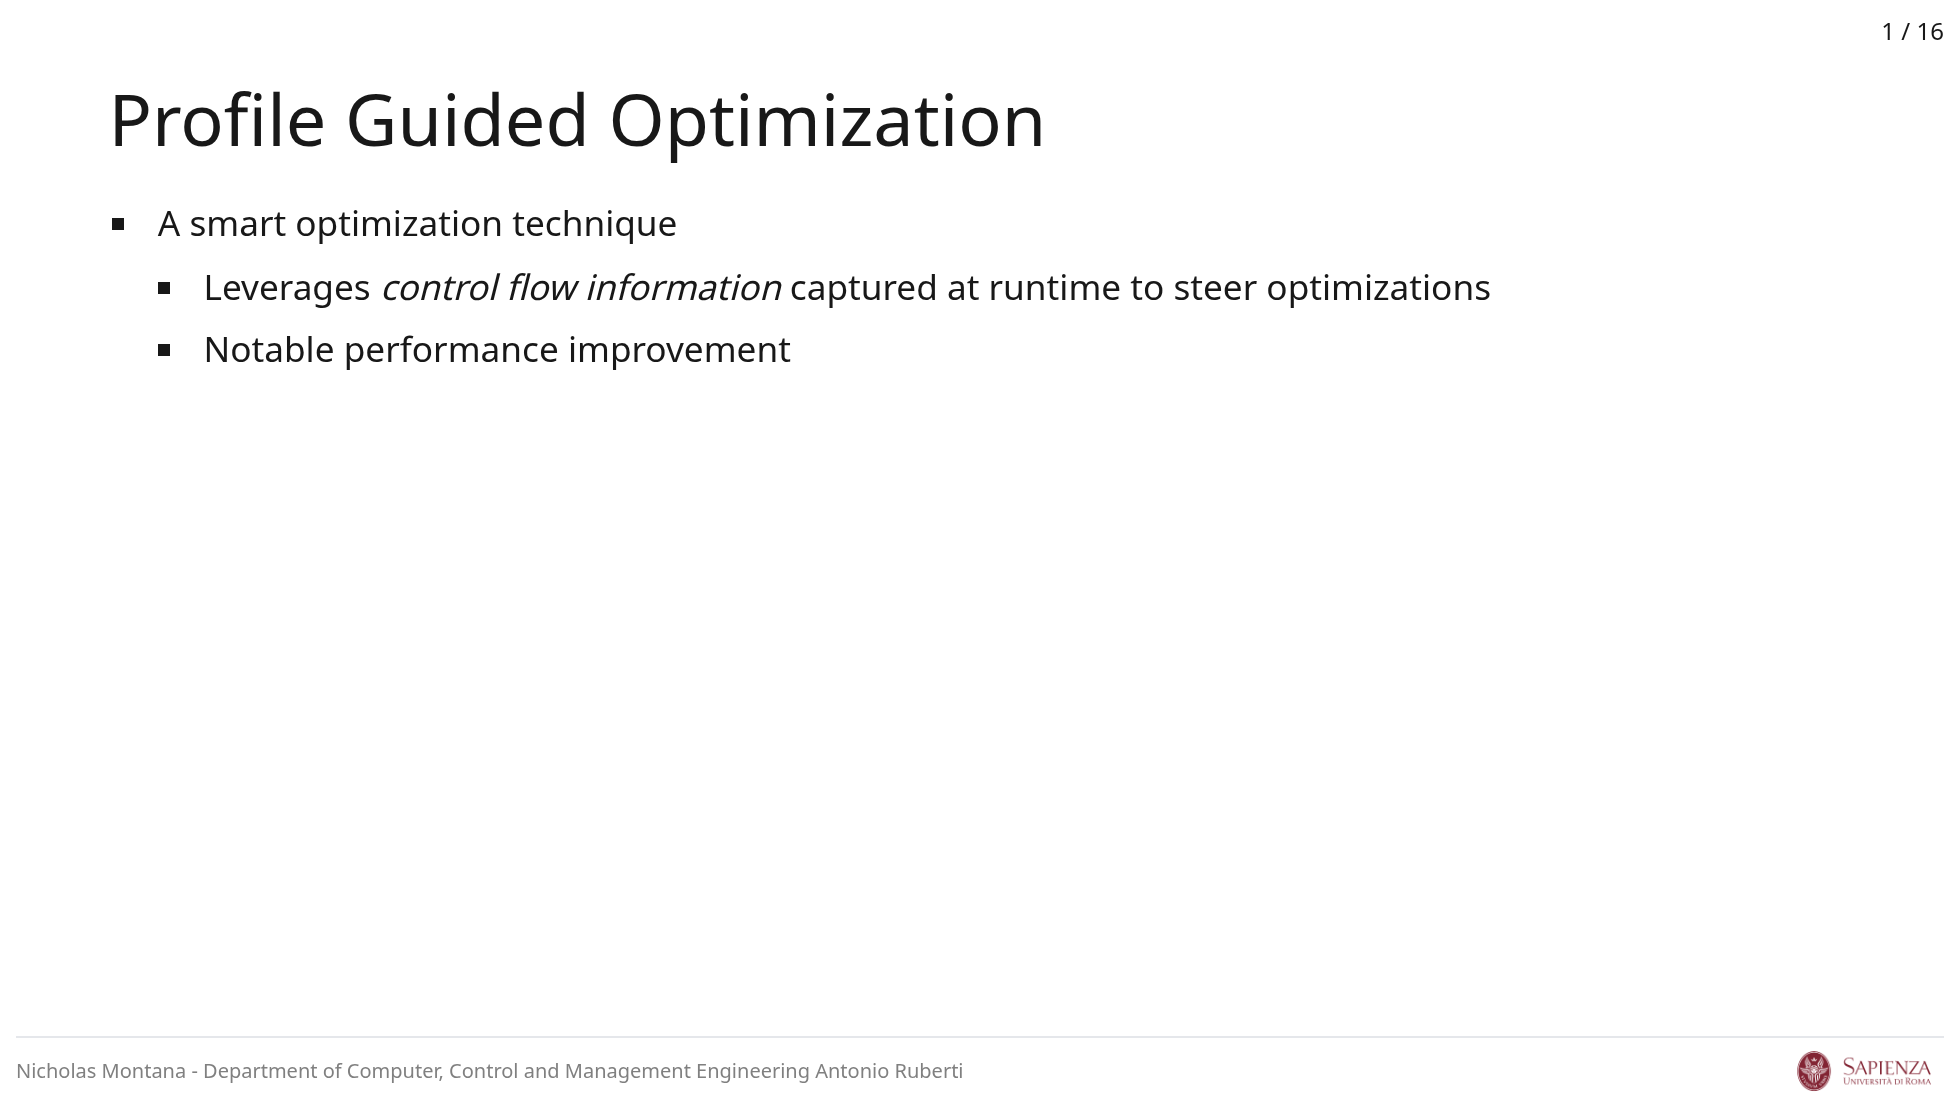 1 / 16
Profile Guided Optimization
A smart optimization technique
Leverages control flow information captured at runtime to steer optimizations
Notable performance improvement
Nicholas Montana - Department of Computer, Control and Management Engineering Antonio Ruberti
SAPIENZA
UNIVERSITÀ DI ROMA